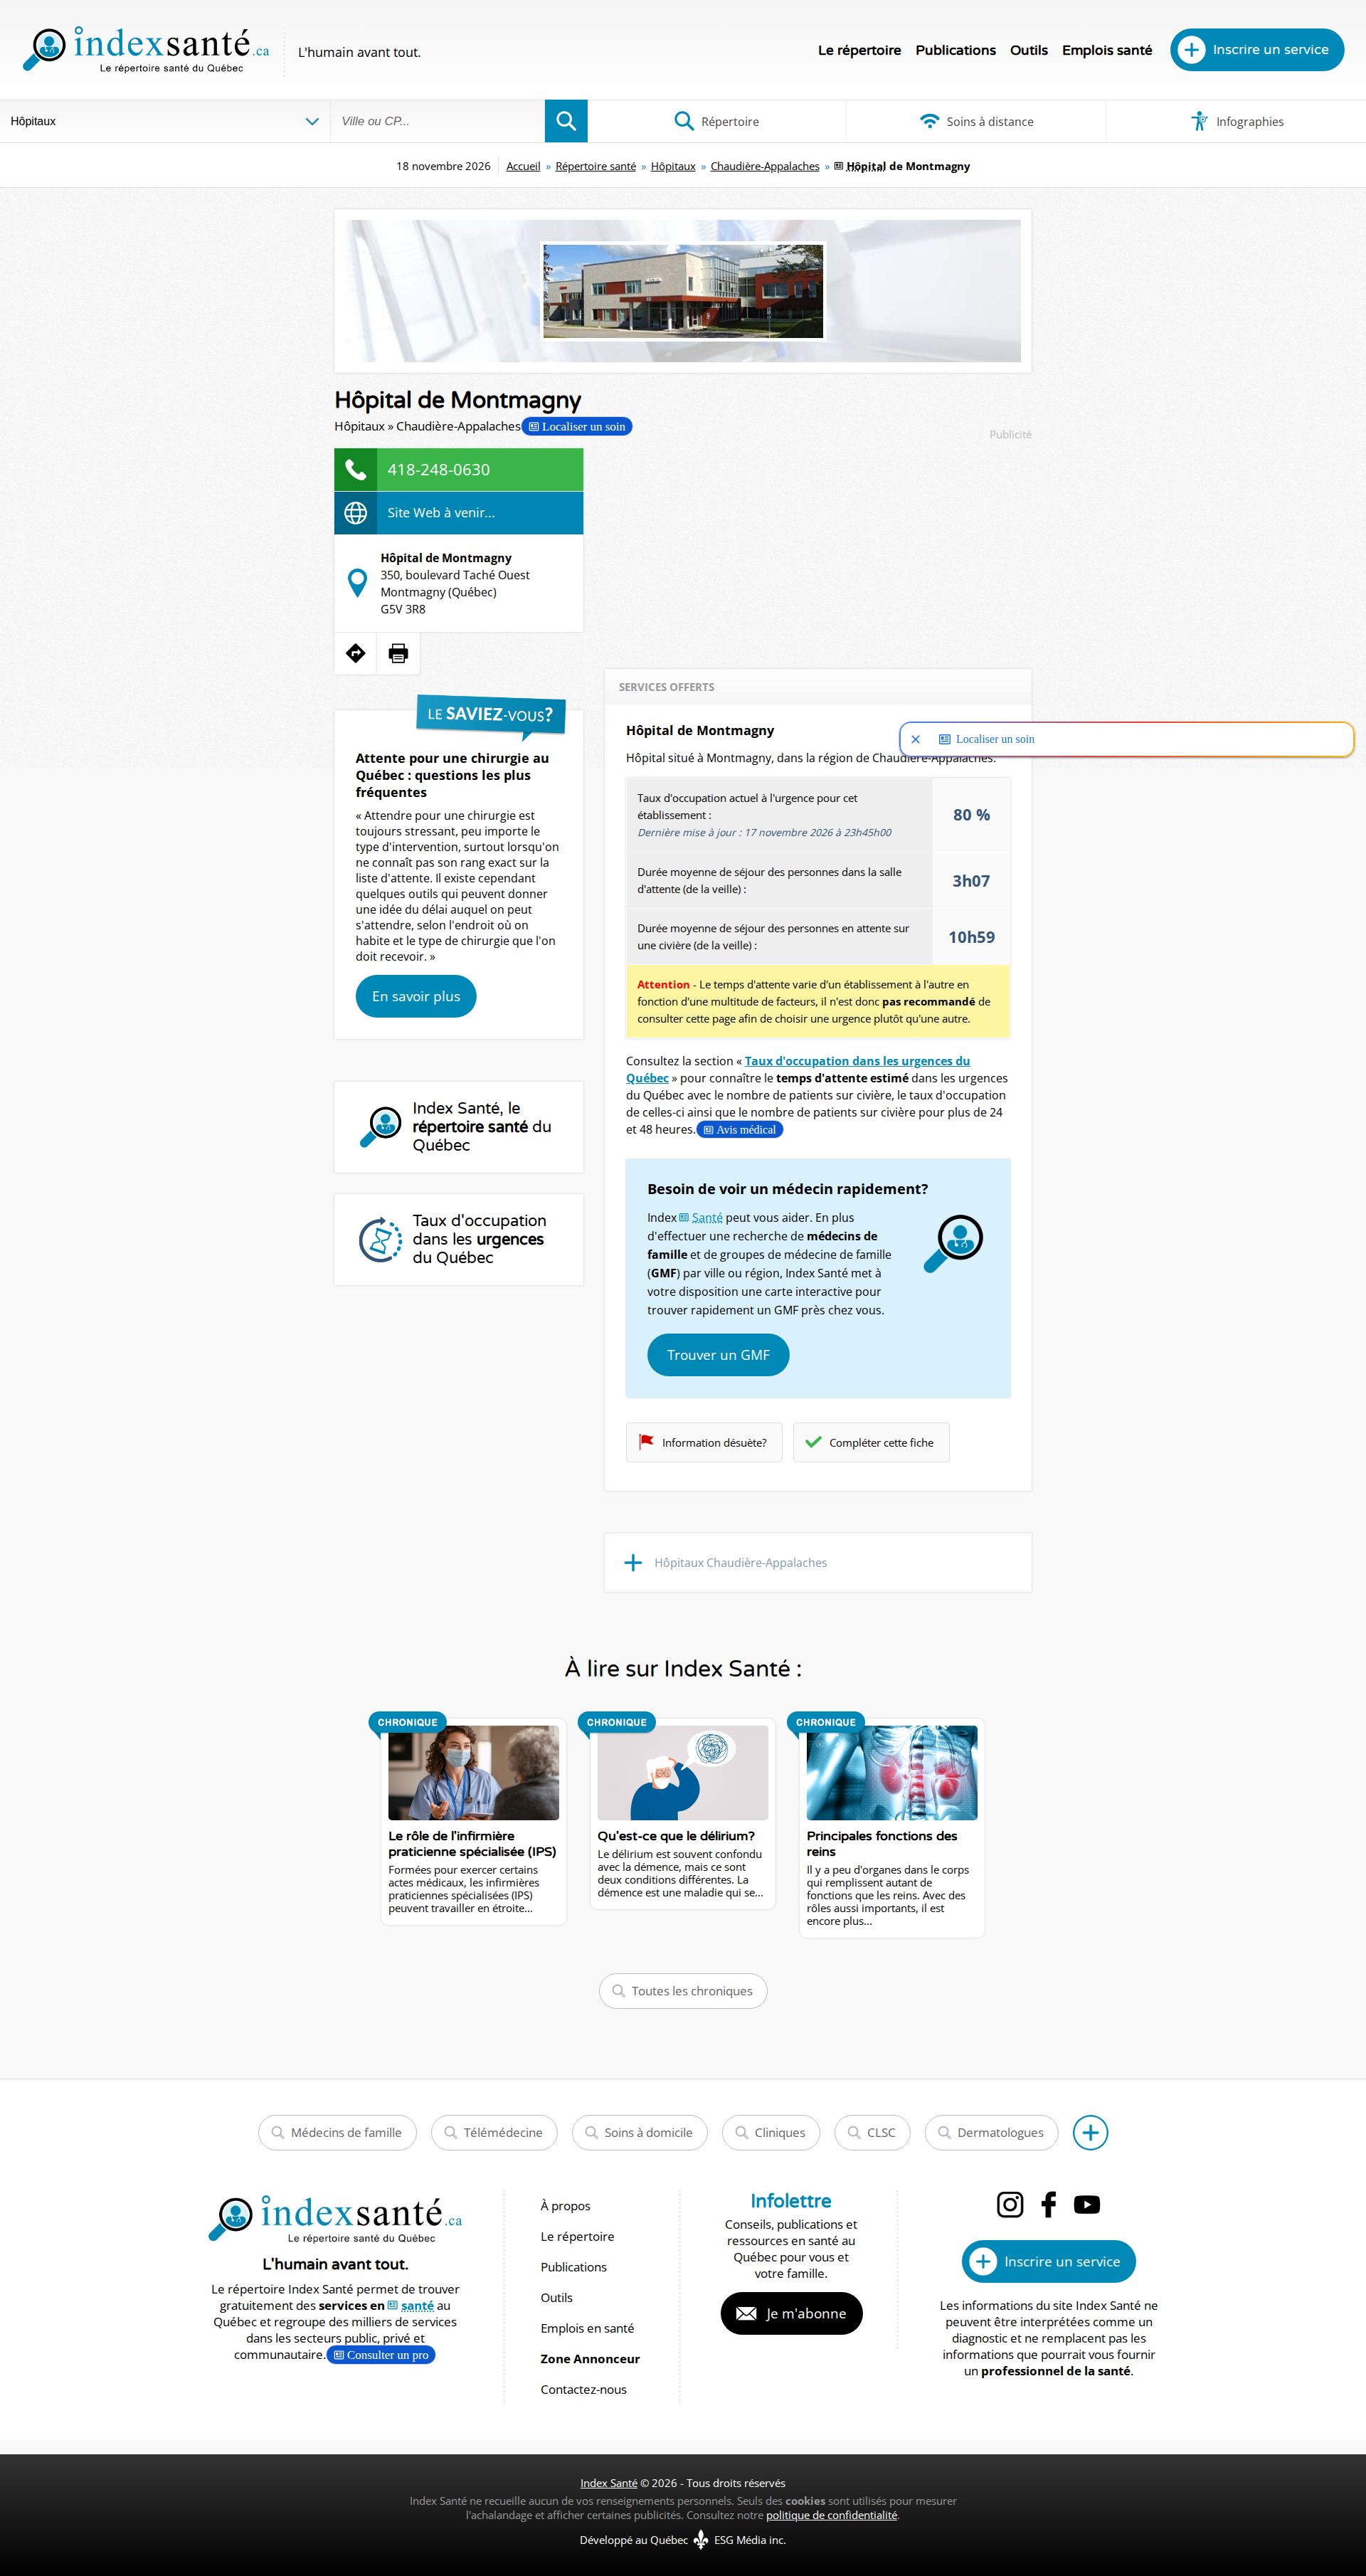 indexsanté.ca
Le répertoire santé du Québec
L'humain avant tout.
Le répertoire
Publications
Outils
Emplois santé
Inscrire un service
Hôpitaux
Ville ou CP...
Répertoire
Soins à distance
Infographies
18 novembre 2026
Accueil » Répertoire santé » Hôpitaux » Chaudière-Appalaches » Hôpital de Montmagny
Hôpital de Montmagny
Hôpitaux » Chaudière-Appalaches Localiser un soin
Publicité
418-248-0630
Site Web à venir...
Hôpital de Montmagny
350, boulevard Taché Ouest
Montmagny (Québec)
G5V 3R8
LE SAVIEZ-VOUS?
Attente pour une chirurgie au
Québec : questions les plus
fréquentes
« Attendre pour une chirurgie est
toujours stressant, peu importe le
type d'intervention, surtout lorsqu'on
ne connaît pas son rang exact sur la
liste d'attente. Il existe cependant
quelques outils qui peuvent donner
une idée du délai auquel on peut
s'attendre, selon l'endroit où on
habite et le type de chirurgie que l'on
doit recevoir. »
En savoir plus
Index Santé, le
répertoire santé du
Québec
Taux d'occupation
dans les urgences
du Québec
SERVICES OFFERTS
Hôpital de Montmagny
Localiser un soin
Hôpital situé à Montmagny, dans la région de Chaudière-Appalaches.
Taux d'occupation actuel à l'urgence pour cet
établissement :
Dernière mise à jour : 17 novembre 2026 à 23h45h00
80 %
Durée moyenne de séjour des personnes dans la salle
d'attente (de la veille) :
3h07
Durée moyenne de séjour des personnes en attente sur
une civière (de la veille) :
10h59
Attention - Le temps d'attente varie d'un établissement à l'autre en
fonction d'une multitude de facteurs, il n'est donc pas recommandé de
consulter cette page afin de choisir une urgence plutôt qu'une autre.
Consultez la section « Taux d'occupation dans les urgences du
Québec » pour connaître le temps d'attente estimé dans les urgences
du Québec avec le nombre de patients sur civière, le taux d'occupation
de celles-ci ainsi que le nombre de patients sur civière pour plus de 24
et 48 heures. Avis médical
Besoin de voir un médecin rapidement?
Index Santé peut vous aider. En plus
d'effectuer une recherche de médecins de
famille et de groupes de médecine de famille
(GMF) par ville ou région, Index Santé met à
votre disposition une carte interactive pour
trouver rapidement un GMF près chez vous.
Trouver un GMF
Information désuète?
Compléter cette fiche
Hôpitaux Chaudière-Appalaches
À lire sur Index Santé :
CHRONIQUE
Le rôle de l'infirmière
praticienne spécialisée (IPS)
Formées pour exercer certains
actes médicaux, les infirmières
praticiennes spécialisées (IPS)
peuvent travailler en étroite...
CHRONIQUE
Qu'est-ce que le délirium?
Le délirium est souvent confondu
avec la démence, mais ce sont
deux conditions différentes. La
démence est une maladie qui se...
CHRONIQUE
Principales fonctions des
reins
Il y a peu d'organes dans le corps
qui remplissent autant de
fonctions que les reins. Avec des
rôles aussi importants, il est
encore plus...
Toutes les chroniques
Médecins de famille
Télémédecine
Soins à domicile
Cliniques
CLSC
Dermatologues
indexsanté.ca
Le répertoire santé du Québec
L'humain avant tout.
Le répertoire Index Santé permet de trouver
gratuitement des services en santé au
Québec et regroupe des milliers de services
dans les secteurs public, privé et
communautaire. Consulter un pro
À propos
Le répertoire
Publications
Outils
Emplois en santé
Zone Annonceur
Contactez-nous
Infolettre
Conseils, publications et
ressources en santé au
Québec pour vous et
votre famille.
Je m'abonne
Inscrire un service
Les informations du site Index Santé ne
peuvent être interprétées comme un
diagnostic et ne remplacent pas les
informations que pourrait vous fournir
un professionnel de la santé.
Index Santé © 2026 - Tous droits réservés
Index Santé ne recueille aucun de vos renseignements personnels. Seuls des cookies sont utilisés pour mesurer
l'achalandage et afficher certaines publicités. Consultez notre politique de confidentialité.
Développé au Québec ESG Média inc.